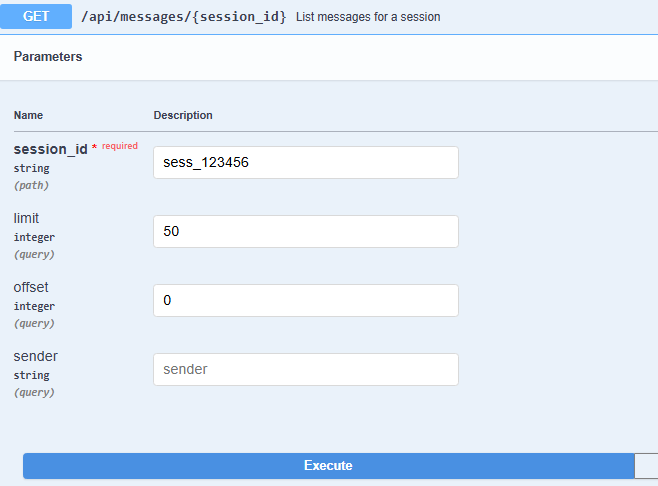 GET /api/messages/{session_id} List messages for a session
Parameters
Name Description
session_id * required
string
(path)
sess_123456
limit
integer
(query)
50
offset
integer
(query)
0
sender
string
(query)
sender
Execute